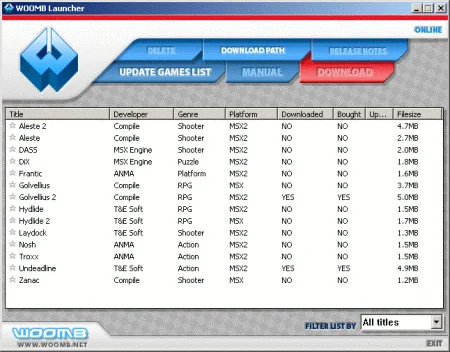 WOOMB Launcher
ONLINE
DELETE DOWNLOAD PATH RELEASE NOTES
UPDATE GAMES LIST MANUAL DOWNLOAD
Title Developer Genre Platform Downloaded Bought Up... Filesize
☆ Aleste 2 Compile Shooter MSX2 NO NO 4.7MB
☆ Aleste Compile Shooter MSX2 NO NO 2.7MB
☆ DASS MSX Engine Shooter MSX2 NO NO 2.0MB
☆ DIX MSX Engine Puzzle MSX2 NO NO 1.8MB
☆ Frantic ANMA Platform MSX2 NO NO 1.6MB
☆ Golvellius Compile RPG MSX NO NO 3.7MB
☆ Golvellius 2 Compile RPG MSX2 YES YES 5.0MB
☆ Hydlide T&E Soft RPG MSX2 NO NO 1.5MB
☆ Hydlide 2 T&E Soft RPG MSX NO NO 1.7MB
☆ Laydock T&E Soft Shooter MSX2 NO NO 1.3MB
☆ Nosh ANMA Action MSX2 NO NO 1.5MB
☆ Troxx ANMA Action MSX2 NO NO 1.5MB
☆ Undeadline T&E Soft Action MSX2 YES YES 4.9MB
☆ Zanac Compile Shooter MSX NO NO 1.2MB
WOOMB
WWW.WOOMB.NET
FILTER LIST BY All titles
EXIT